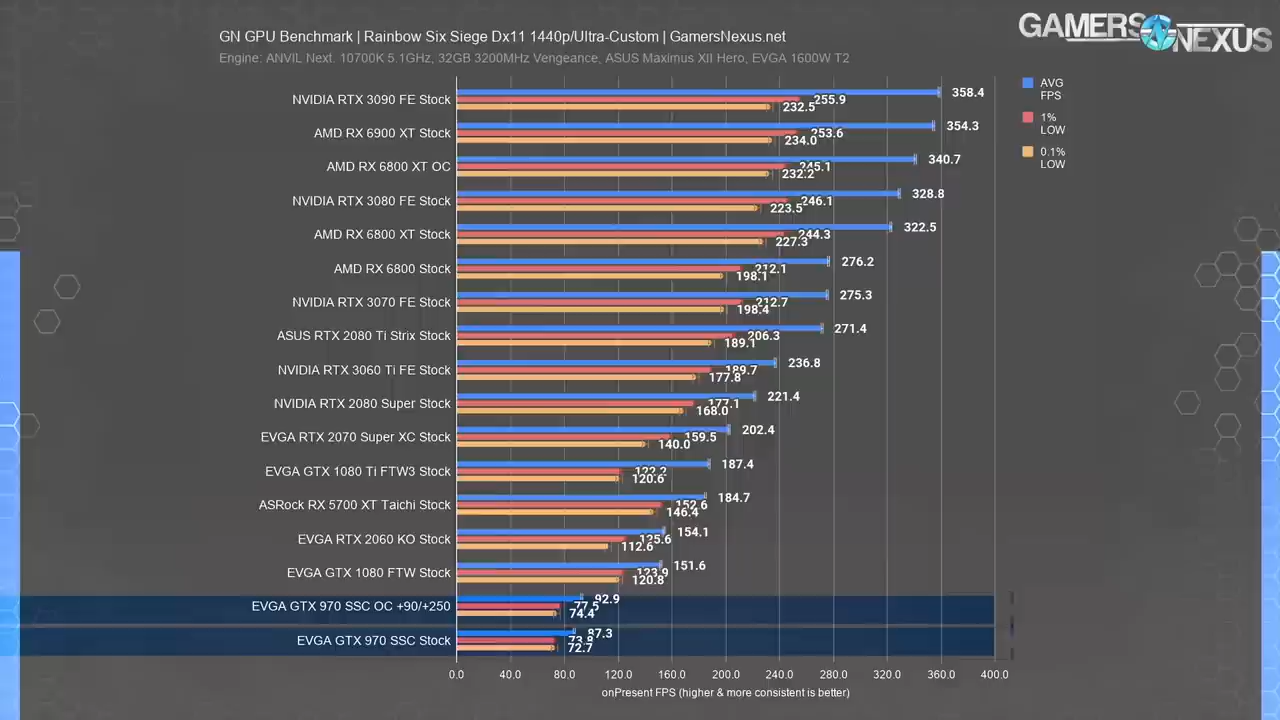 GN GPU Benchmark | Rainbow Six Siege Dx11 1440p/Ultra-Custom | GamersNexus.net
GAMERS NEXUS
Engine: ANVIL Next. 10700K 5.1GHz, 32GB 3200MHz Vengeance, ASUS Maximus XII Hero, EVGA 1600W T2
AVG FPS
1% LOW
0.1% LOW
NVIDIA RTX 3090 FE Stock 358.4 255.9 232.5
AMD RX 6900 XT Stock 354.3 253.6 234.0
AMD RX 6800 XT OC 340.7 245.1 232.2
NVIDIA RTX 3080 FE Stock 328.8 246.1 223.5
AMD RX 6800 XT Stock 322.5 244.3 227.3
AMD RX 6800 Stock 276.2 212.1 198.1
NVIDIA RTX 3070 FE Stock 275.3 212.7 198.4
ASUS RTX 2080 Ti Strix Stock 271.4 206.3 189.1
NVIDIA RTX 3060 Ti FE Stock 236.8 189.7 177.8
NVIDIA RTX 2080 Super Stock 221.4 177.1 168.0
EVGA RTX 2070 Super XC Stock 202.4 159.5 140.0
EVGA GTX 1080 Ti FTW3 Stock 187.4 122.2 120.6
ASRock RX 5700 XT Taichi Stock 184.7 152.6 146.4
EVGA RTX 2060 KO Stock 154.1 125.6 112.6
EVGA GTX 1080 FTW Stock 151.6 123.9 120.8
EVGA GTX 970 SSC OC +90/+250 92.9 77.5 74.4
EVGA GTX 970 SSC Stock 87.3 73.8 72.7
0.0 40.0 80.0 120.0 160.0 200.0 240.0 280.0 320.0 360.0 400.0
onPresent FPS (higher & more consistent is better)